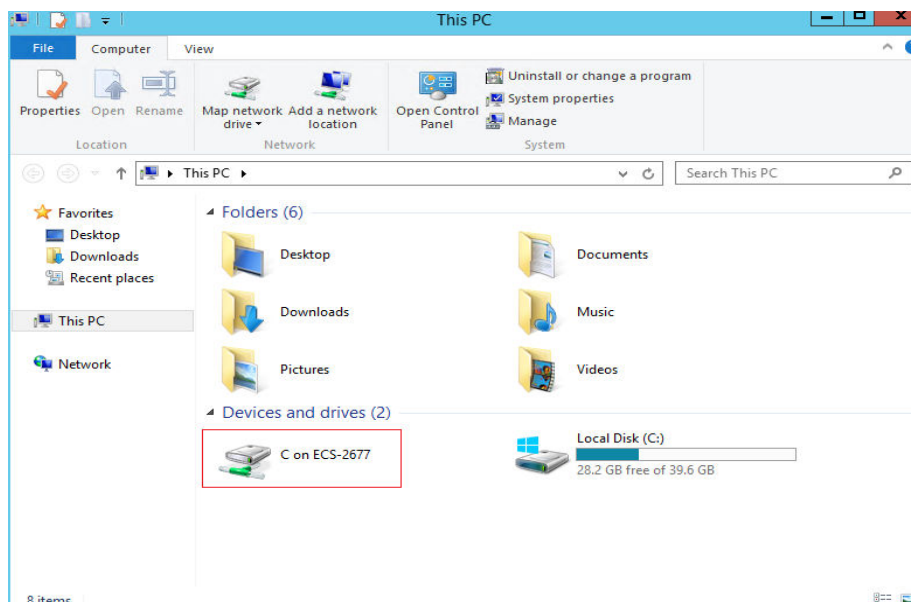 This PC
File Computer View
Properties Open Rename
Map network drive
Add a network location
Open Control Panel
Uninstall or change a program
System properties
Manage
Location Network System
This PC
Search This PC
Favorites
Desktop
Downloads
Recent places
This PC
Network
Folders (6)
Desktop
Documents
Downloads
Music
Pictures
Videos
Devices and drives (2)
C on ECS-2677
Local Disk (C:)
28.2 GB free of 39.6 GB
8 items